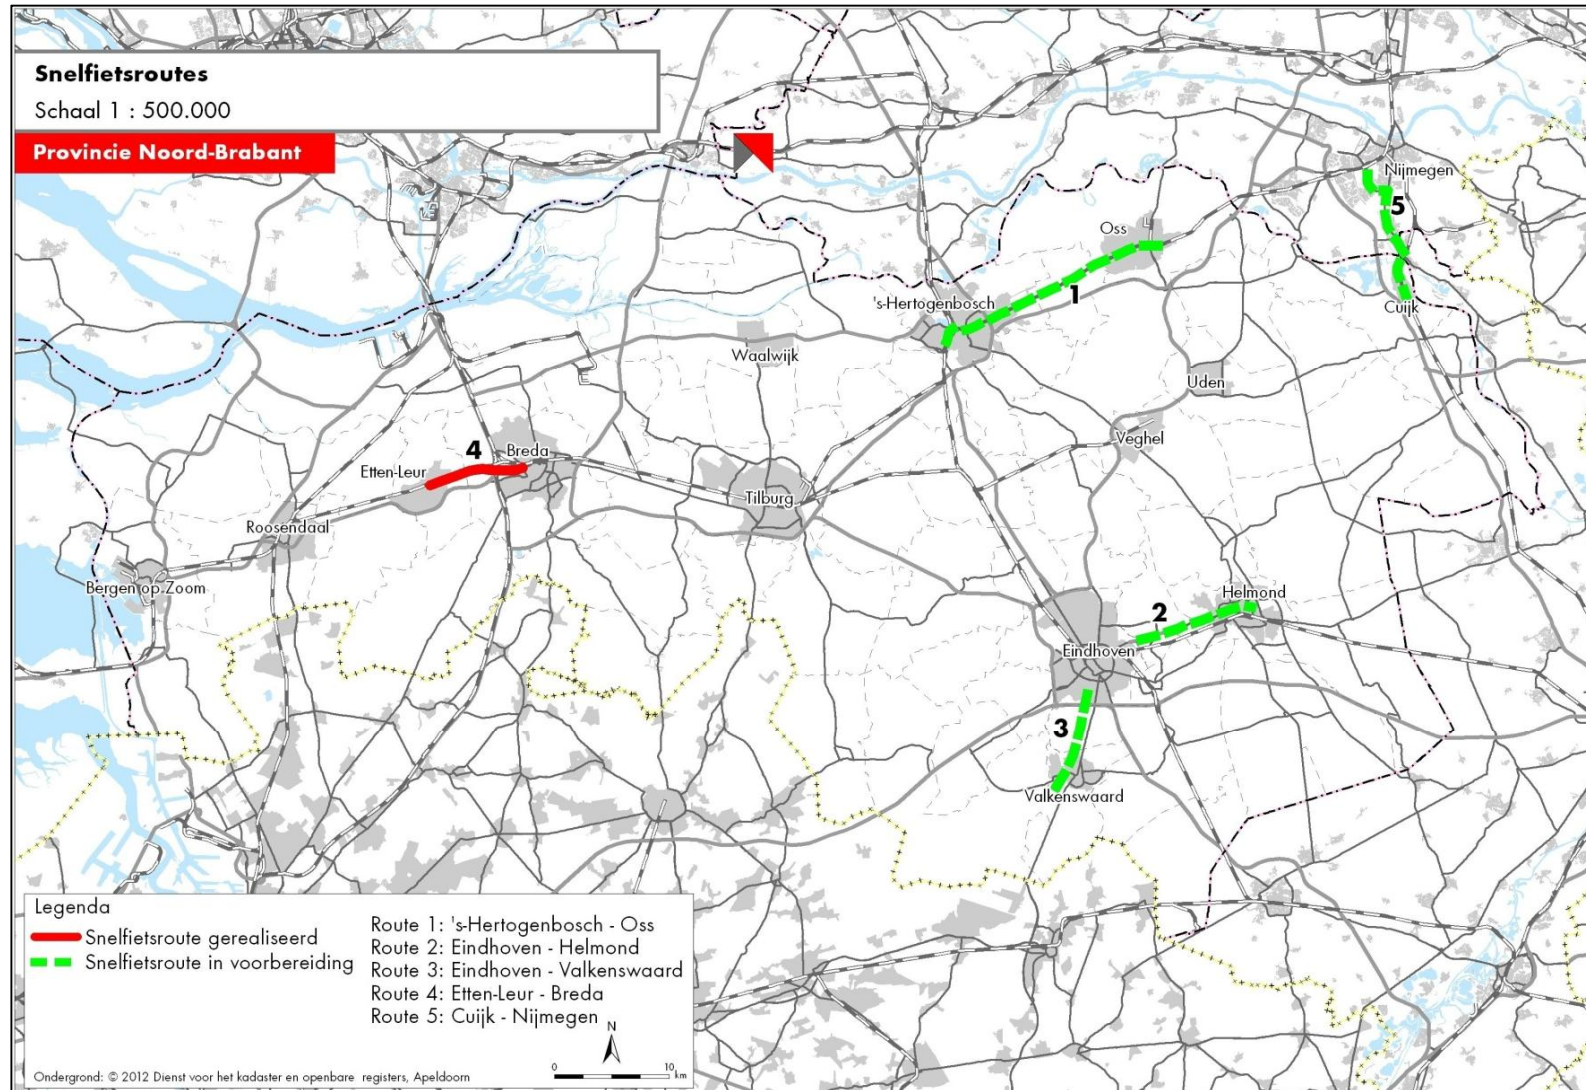 Snelfietsroutes
Schaal 1 : 500.000
Provincie Noord-Brabant
Nijmegen
5
Oss
1
's-Hertogenbosch
Cuijk
Waalwijk
Uden
Veghel
4
Breda
Etten-Leur
Tilburg
Roosendaal
Bergen op Zoom
Helmond
2
Eindhoven
3
Valkenswaard
Legenda
Snelfietsroute gerealiseerd
Snelfietsroute in voorbereiding
Route 1: 's-Hertogenbosch - Oss
Route 2: Eindhoven - Helmond
Route 3: Eindhoven - Valkenswaard
Route 4: Etten-Leur - Breda
Route 5: Cuijk - Nijmegen
N
0 10
km
Ondergrond: © 2012 Dienst voor het kadaster en openbare registers, Apeldoorn